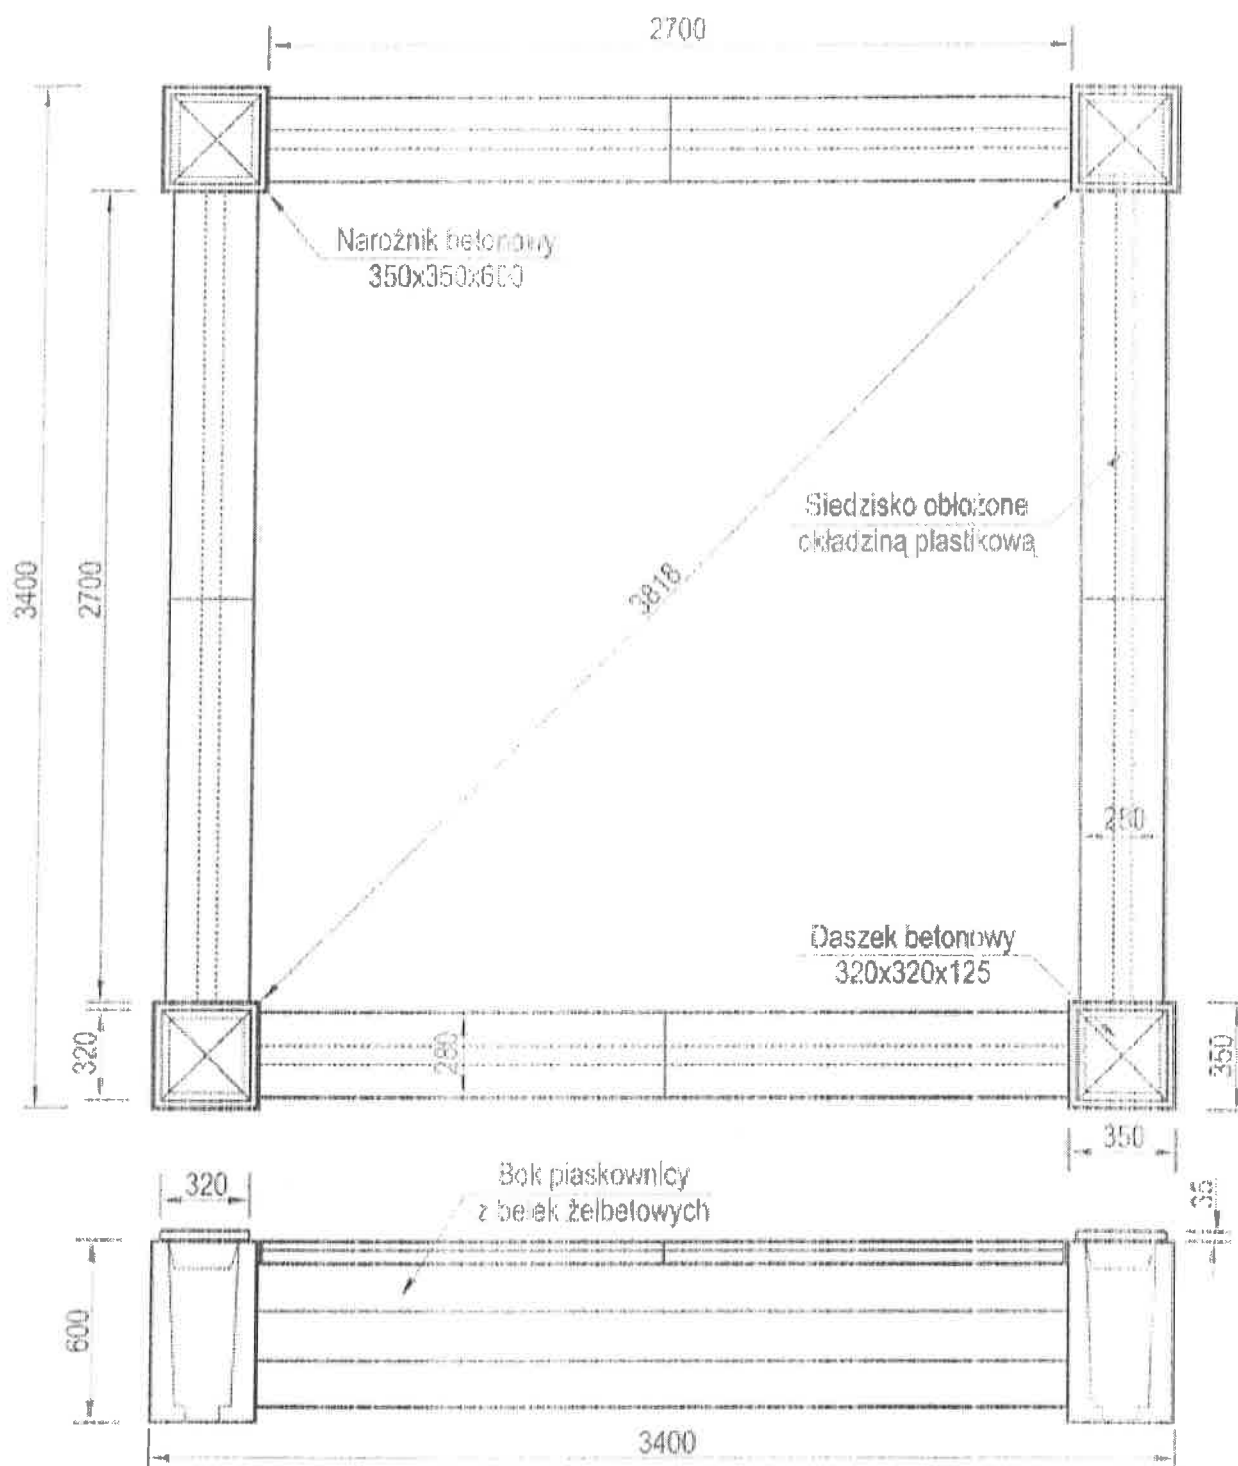 2700
Narożnik betonowy
350x350x600
3400
2700
Siedzisko obłożone
okładziną plastikową
3818
250
Daszek betonowy
320x320x125
320
280
350
350
320
Bok piaskownicy
z belek żelbetowych
35
600
3400